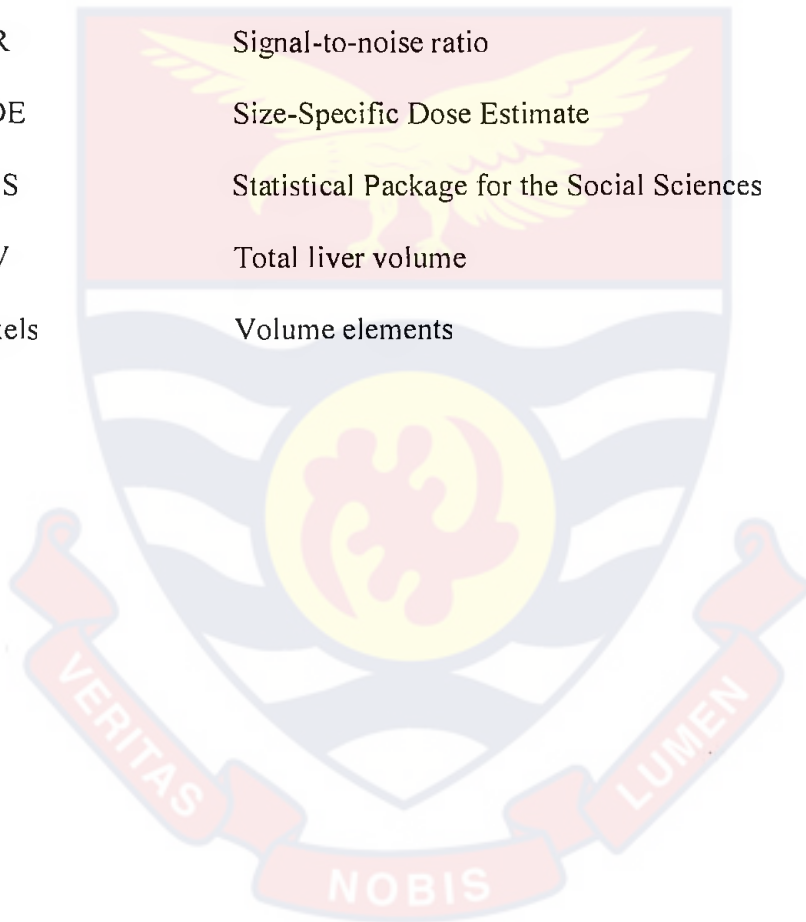 R Signal-to-noise ratio
DE Size-Specific Dose Estimate
S Statistical Package for the Social Sciences
V Total liver volume
xels Volume elements
VERITAS NOBIS LUMEN